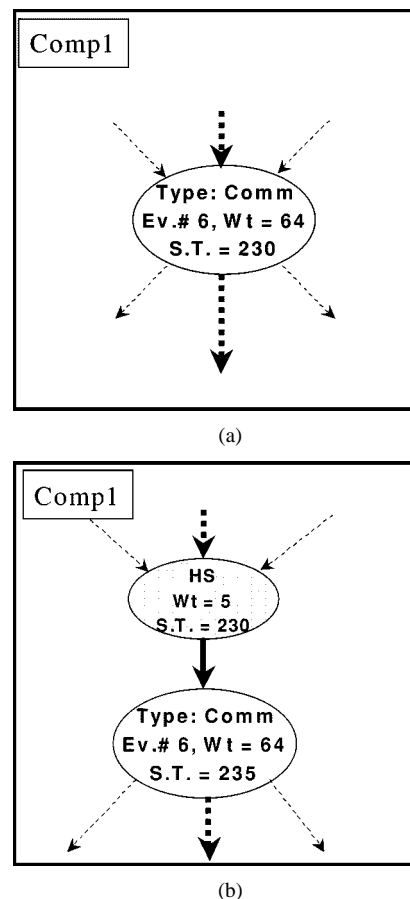 Comp1
Type: Comm
Ev.# 6, Wt = 64
S.T. = 230
(a)
Comp1
HS
Wt = 5
S.T. = 230
Type: Comm
Ev.# 6, Wt = 64
S.T. = 235
(b)